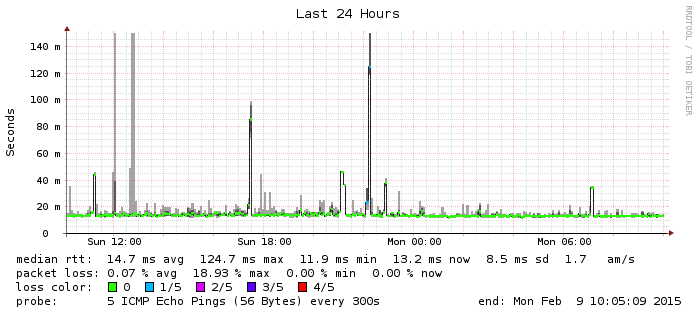 Last 24 Hours
RRDTOOL / TOBI OETIKER
Seconds
140 m
120 m
100 m
80 m
60 m
40 m
20 m
0
Sun 12:00 Sun 18:00 Mon 00:00 Mon 06:00
median rtt: 14.7 ms avg 124.7 ms max 11.9 ms min 13.2 ms now 8.5 ms sd 1.7 am/s
packet loss: 0.07 % avg 18.93 % max 0.00 % min 0.00 % now
loss color: 0 1/5 2/5 3/5 4/5
probe: 5 ICMP Echo Pings (56 Bytes) every 300s end: Mon Feb 9 10:05:09 2015